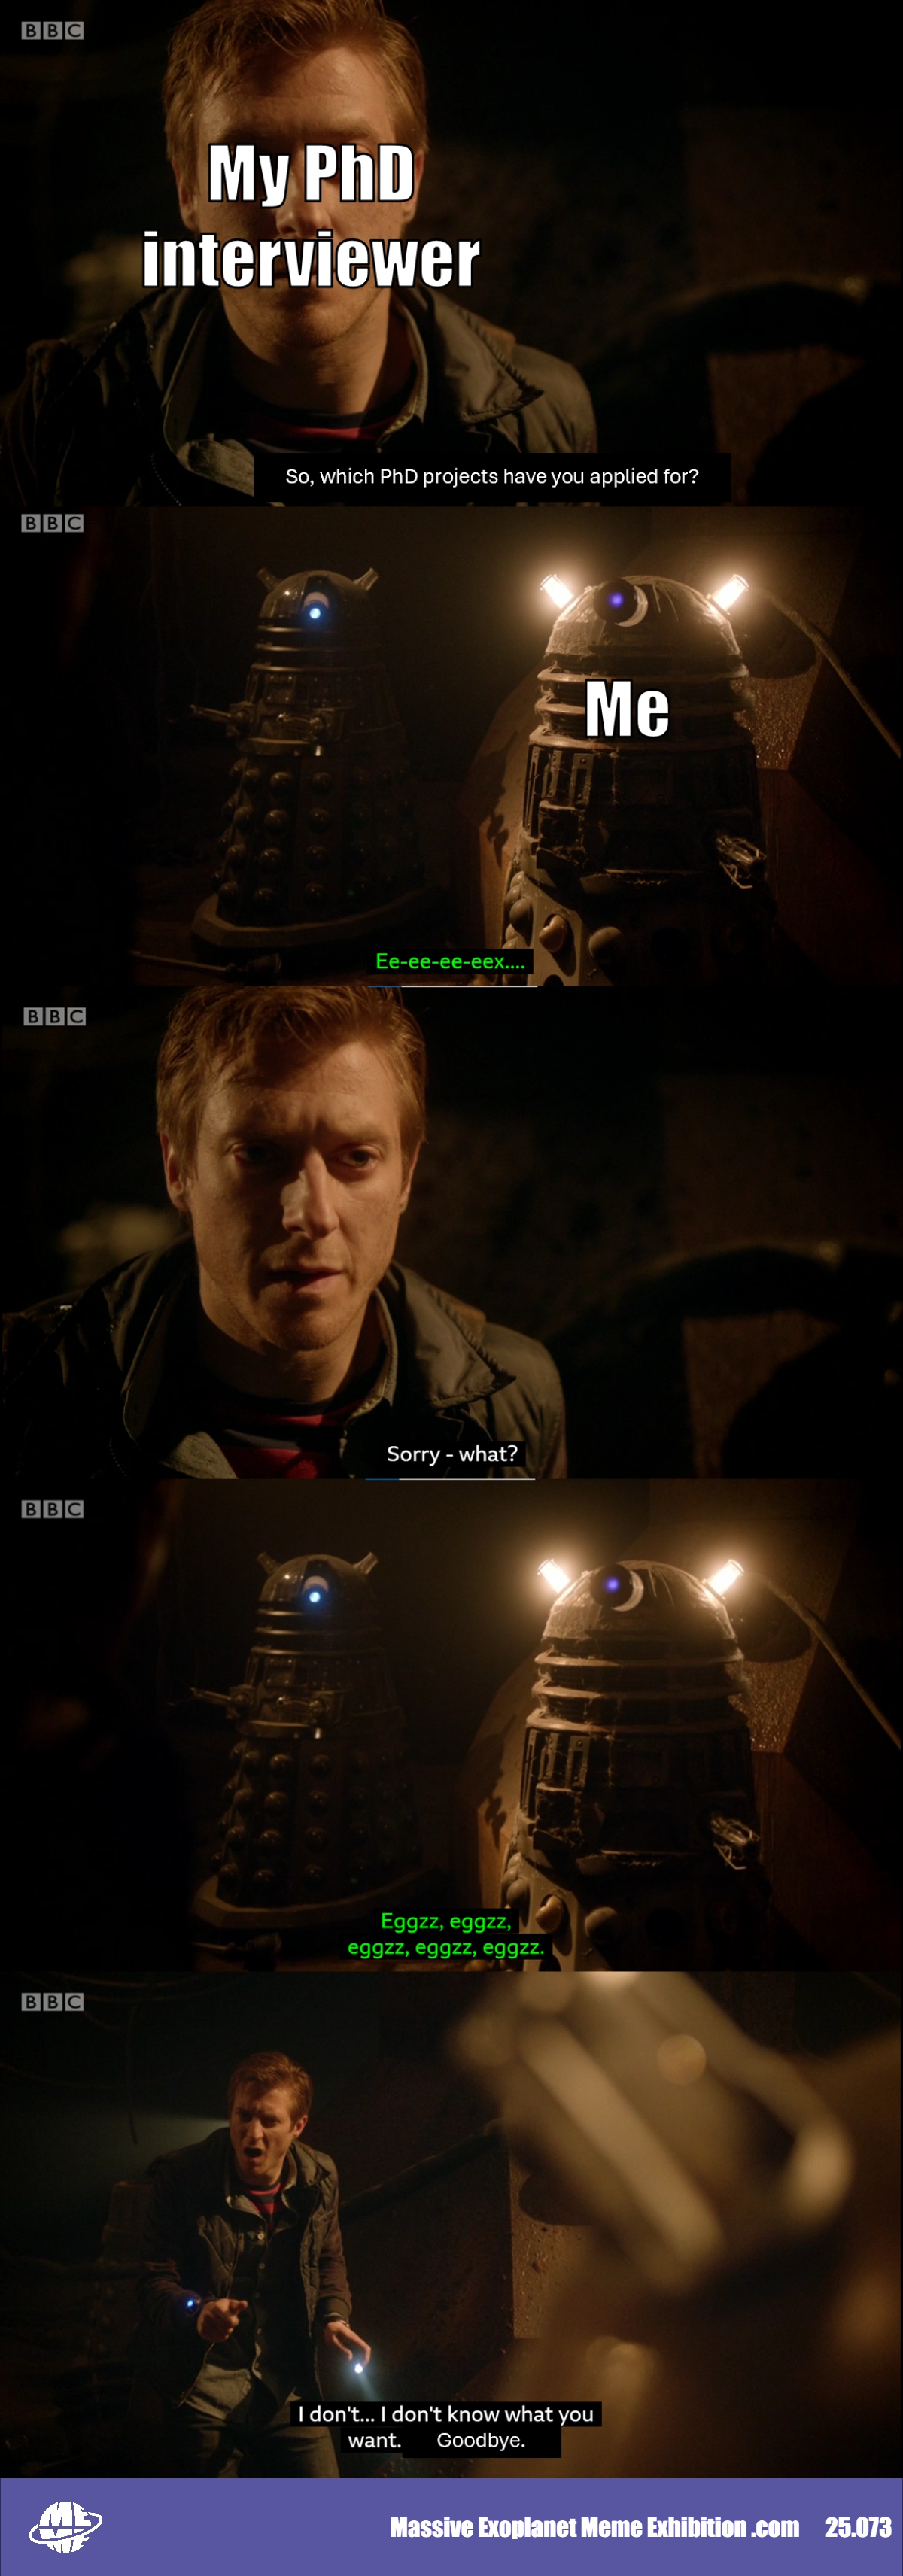 BBC
My PhD
interviewer
So, which PhD projects have you applied for?
BBC
Me
Ee-ee-ee-eex....
BBC
Sorry - what?
BBC
Eggzz, eggzz,
eggzz, eggzz, eggzz.
BBC
I don't... I don't know what you
want. Goodbye.
ME
ME
Massive Exoplanet Meme Exhibition .com 25.073